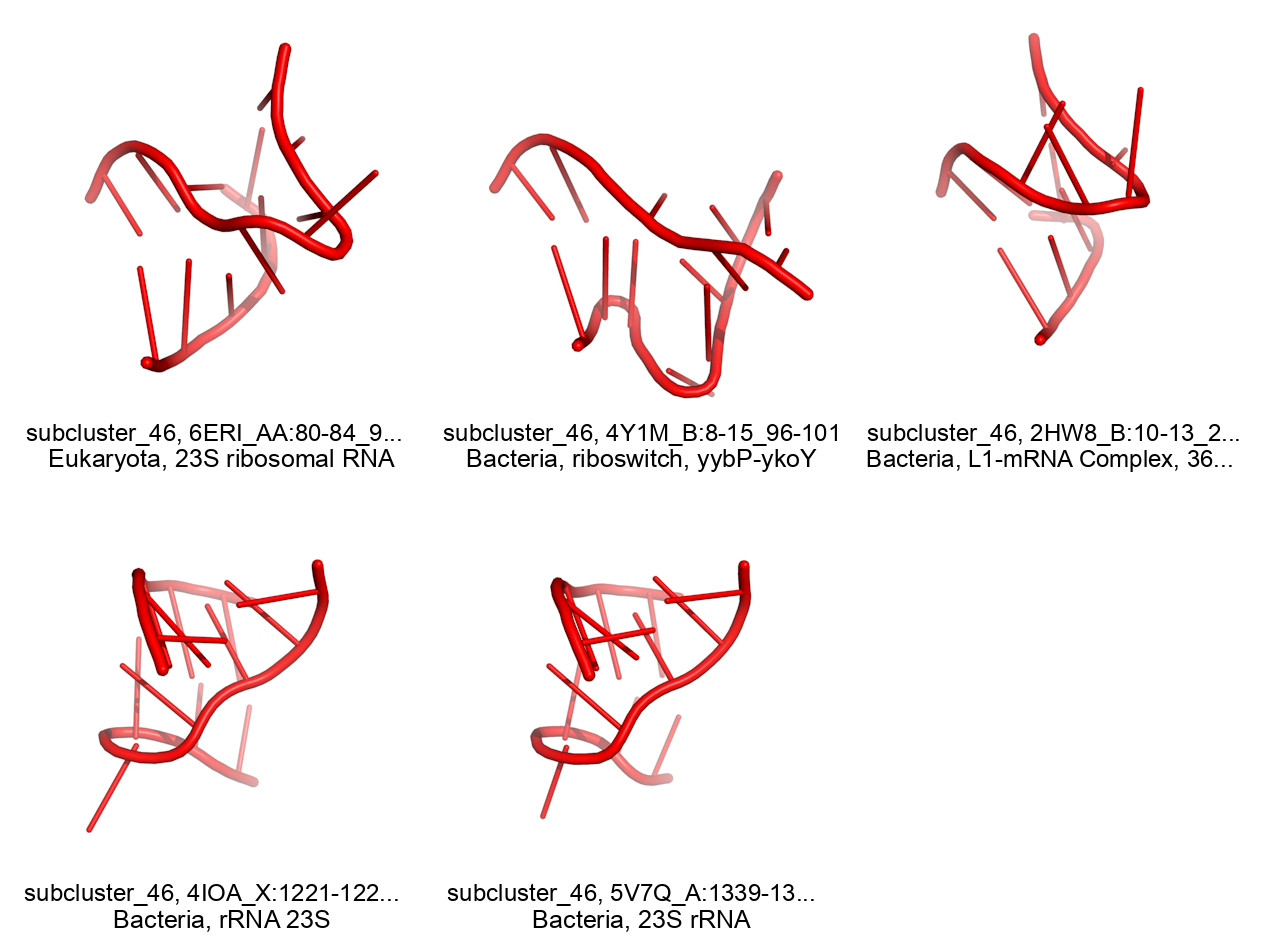 subcluster_46, 6ERI_AA:80-84_9...
Eukaryota, 23S ribosomal RNA
subcluster_46, 4Y1M_B:8-15_96-101
Bacteria, riboswitch, yybP-ykoY
subcluster_46, 2HW8_B:10-13_2...
Bacteria, L1-mRNA Complex, 36...
subcluster_46, 4IOA_X:1221-122...
Bacteria, rRNA 23S
subcluster_46, 5V7Q_A:1339-13...
Bacteria, 23S rRNA